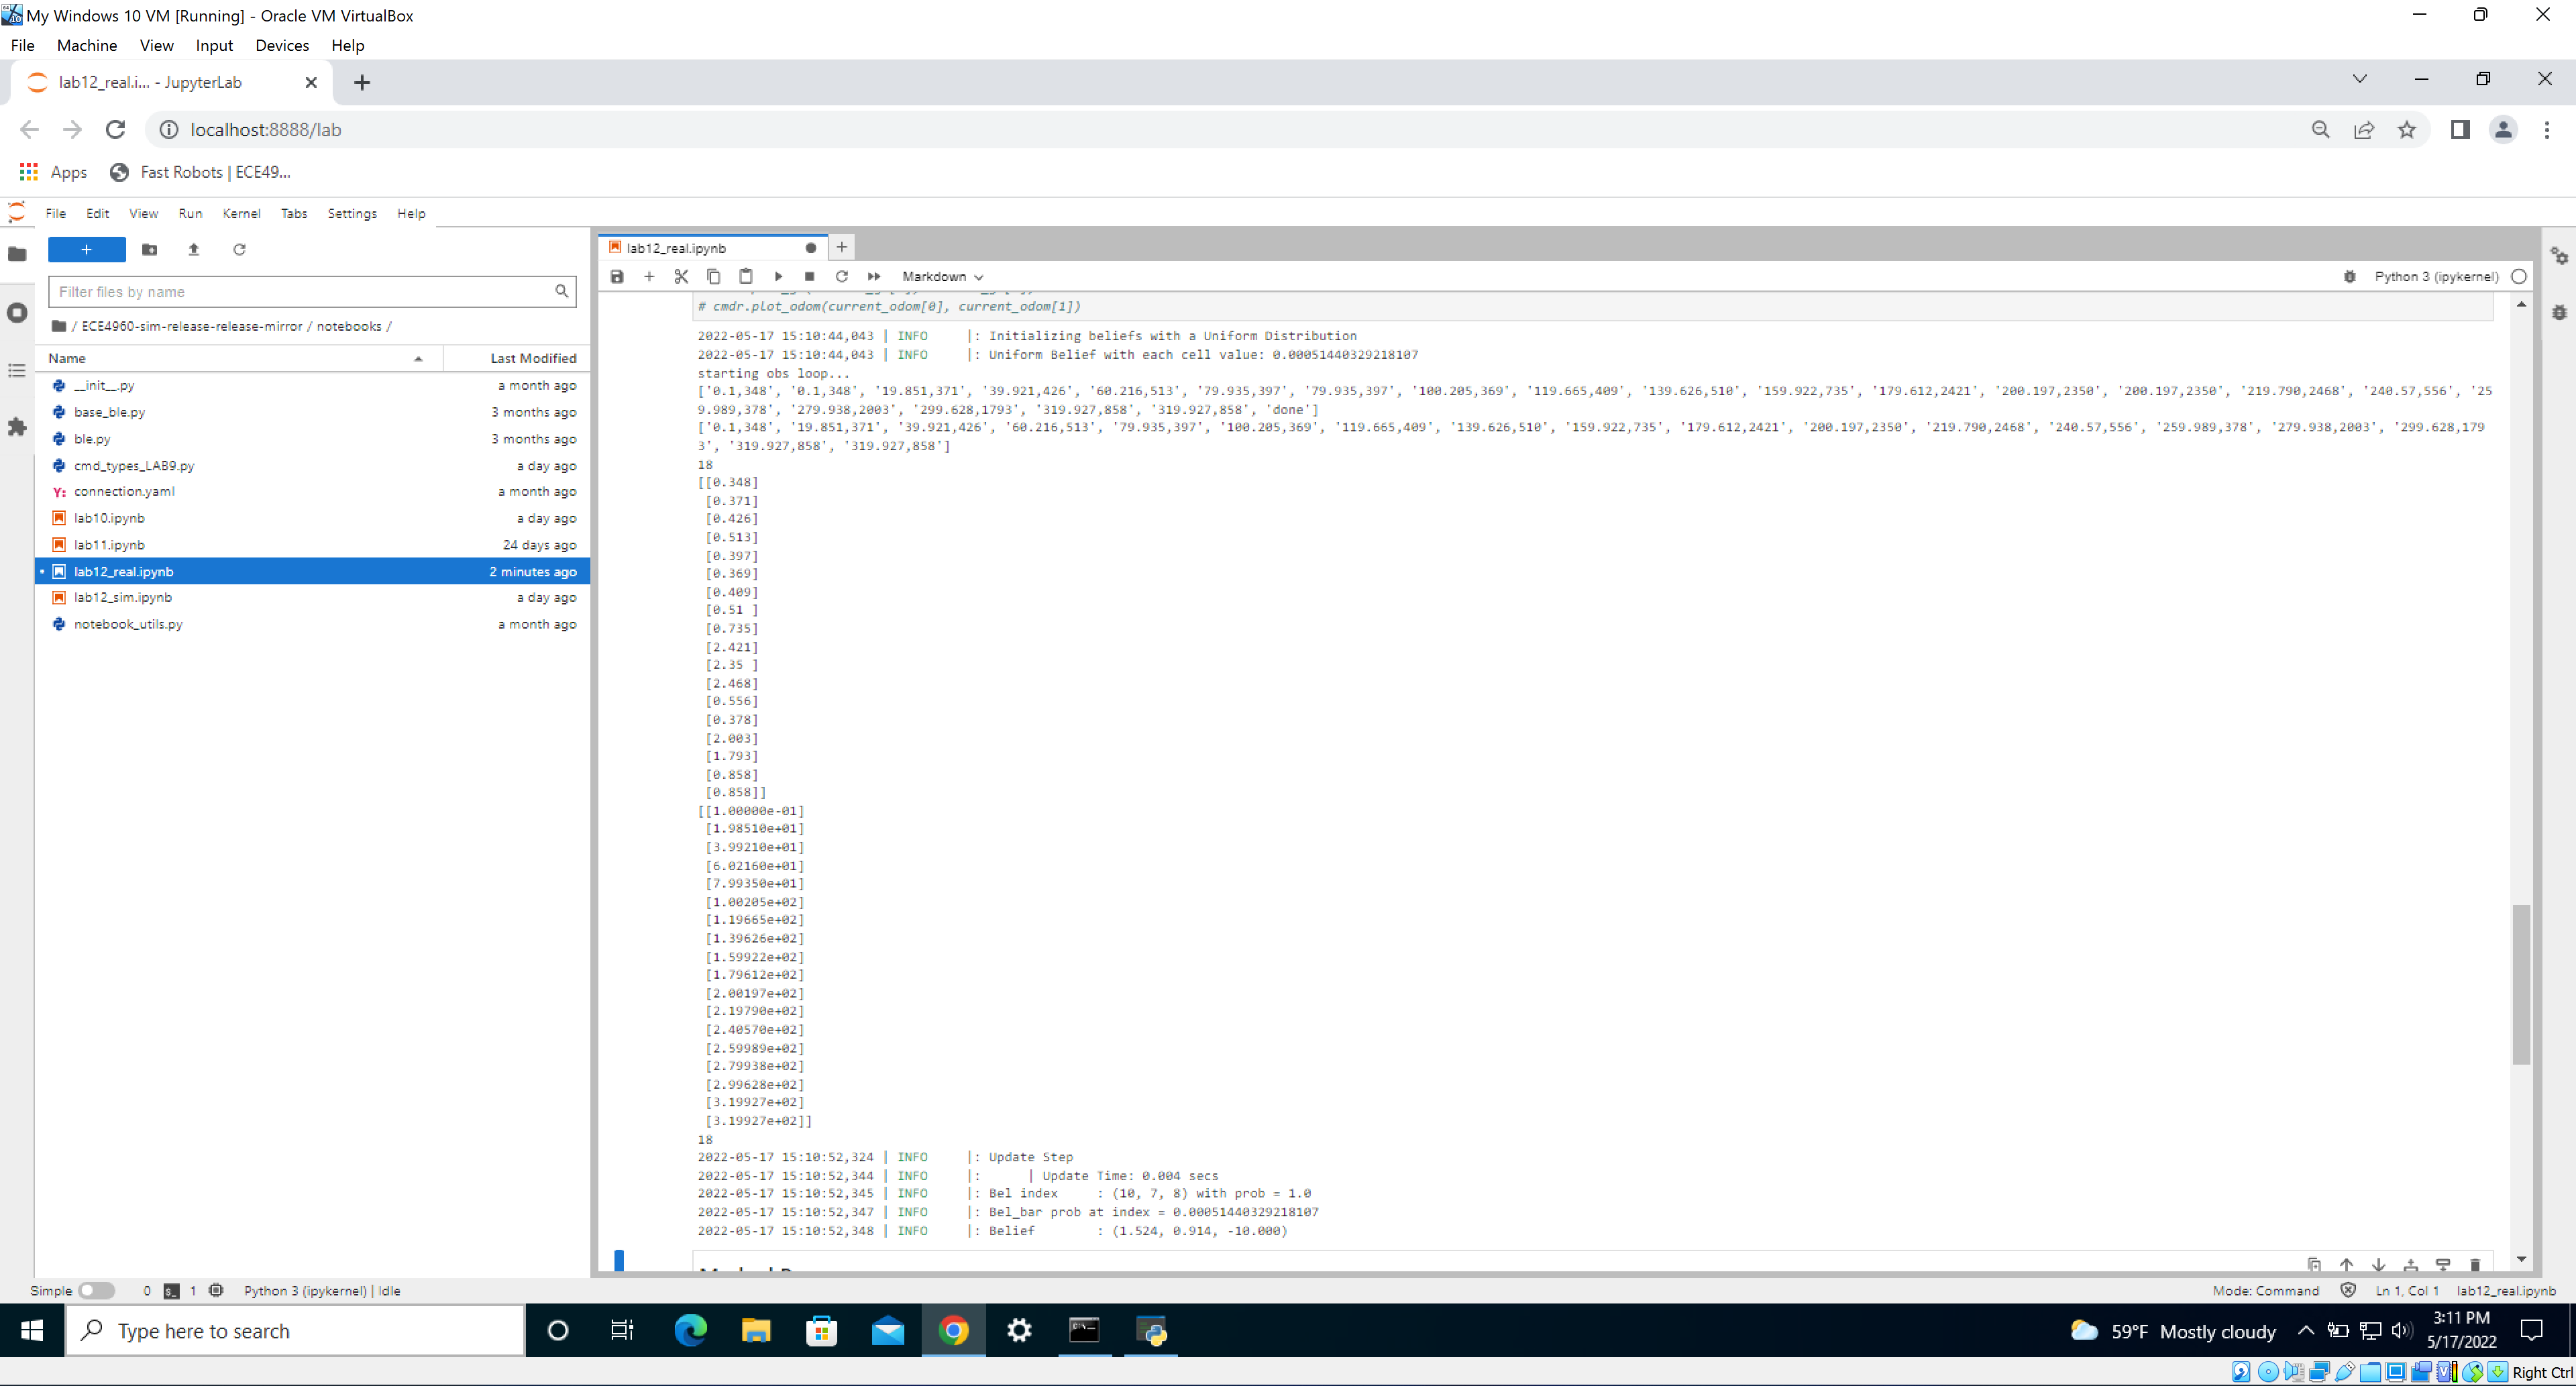 My Windows 10 VM [Running] - Oracle VM VirtualBox
File Machine View Input Devices Help
lab12_real.i... - JupyterLab
localhost:8888/lab
Apps Fast Robots | ECE49...
File Edit View Run Kernel Tabs Settings Help
+
Filter files by name
/ ECE4960-sim-release-release-mirror / notebooks /
Name Last Modified
__init__.py a month ago
base_ble.py 3 months ago
ble.py 3 months ago
cmd_types_LAB9.py a day ago
connection.yaml a month ago
lab10.ipynb a day ago
lab11.ipynb 24 days ago
lab12_real.ipynb 2 minutes ago
lab12_sim.ipynb a day ago
notebook_utils.py a month ago
lab12_real.ipynb
Markdown
Python 3 (ipykernel)
# cmdr.plot_odom(current_odom[0], current_odom[1])
2022-05-17 15:10:44,043 | INFO |: Initializing beliefs with a Uniform Distribution
2022-05-17 15:10:44,043 | INFO |: Uniform Belief with each cell value: 0.00051440329218107
starting obs loop...
['0.1,348', '0.1,348', '19.851,371', '39.921,426', '60.216,513', '79.935,397', '79.935,397', '100.205,369', '119.665,409', '139.626,510', '159.922,735', '179.612,2421', '200.197,2350', '200.197,2350', '219.790,2468', '240.57,556', '25
9.989,378', '279.938,2003', '299.628,1793', '319.927,858', '319.927,858', 'done']
['0.1,348', '19.851,371', '39.921,426', '60.216,513', '79.935,397', '100.205,369', '119.665,409', '139.626,510', '159.922,735', '179.612,2421', '200.197,2350', '219.790,2468', '240.57,556', '259.989,378', '279.938,2003', '299.628,179
3', '319.927,858', '319.927,858']
18
[[0.348]
[0.371]
[0.426]
[0.513]
[0.397]
[0.369]
[0.409]
[0.51 ]
[0.735]
[2.421]
[2.35 ]
[2.468]
[0.556]
[0.378]
[2.003]
[1.793]
[0.858]
[0.858]]
[[1.00000e-01]
[1.98510e+01]
[3.99210e+01]
[6.02160e+01]
[7.99350e+01]
[1.00205e+02]
[1.19665e+02]
[1.39626e+02]
[1.59922e+02]
[1.79612e+02]
[2.00197e+02]
[2.19790e+02]
[2.40570e+02]
[2.59989e+02]
[2.79938e+02]
[2.99628e+02]
[3.19927e+02]
[3.19927e+02]]
18
2022-05-17 15:10:52,324 | INFO |: Update Step
2022-05-17 15:10:52,344 | INFO |: | Update Time: 0.004 secs
2022-05-17 15:10:52,345 | INFO |: Bel index : (10, 7, 8) with prob = 1.0
2022-05-17 15:10:52,347 | INFO |: Bel_bar prob at index = 0.00051440329218107
2022-05-17 15:10:52,348 | INFO |: Belief : (1.524, 0.914, -10.000)
Simple 0 1 Python 3 (ipykernel) | Idle
Mode: Command Ln 1, Col 1 lab12_real.ipynb
Type here to search
59°F Mostly cloudy
3:11 PM
5/17/2022
Right Ctrl